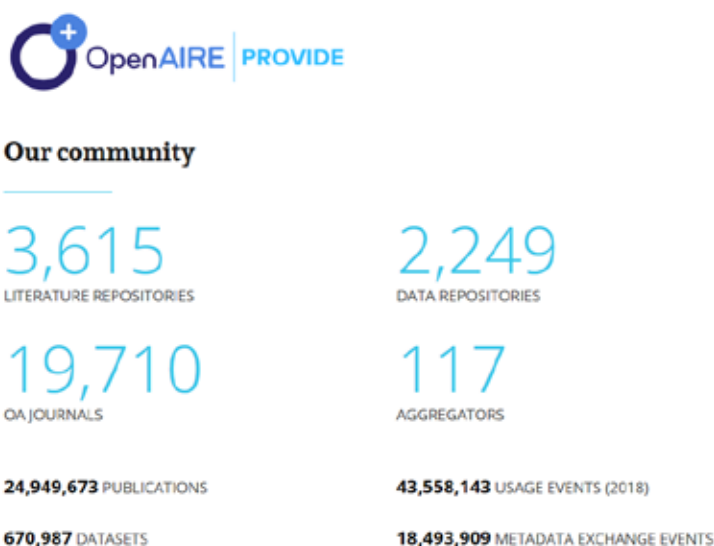 OpenAIRE PROVIDE
Our community
3,615
LITERATURE REPOSITORIES
2,249
DATA REPOSITORIES
19,710
OA JOURNALS
117
AGGREGATORS
24,949,673 PUBLICATIONS
43,558,143 USAGE EVENTS (2018)
670,987 DATASETS
18,493,909 METADATA EXCHANGE EVENTS